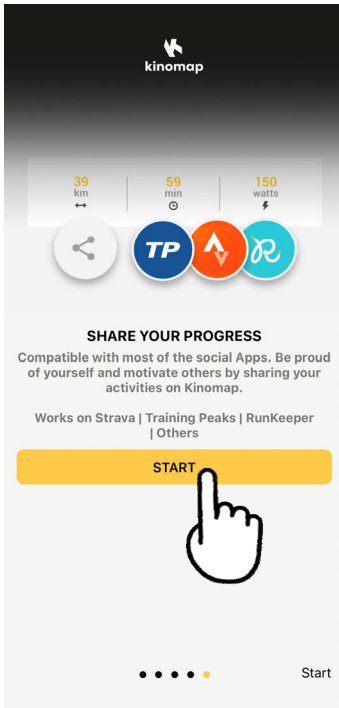 kinomap
39 59 150
km min watts
TP
SHARE YOUR PROGRESS
Compatible with most of the social Apps. Be proud
of yourself and motivate others by sharing your
activities on Kinomap.
Works on Strava | Training Peaks | RunKeeper
| Others
START
Start